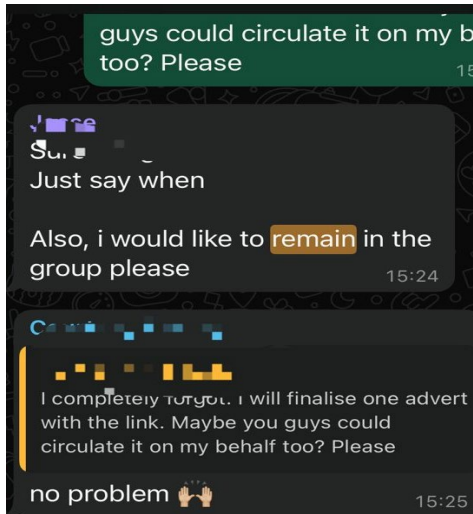 guys could circulate it on my b
too? Please
15
Just say when
Also, i would like to remain in the
group please
15:24
I completely forgot. i will finalise one advert
with the link. Maybe you guys could
circulate it on my behalf too? Please
no problem 🙌🏼
15:25